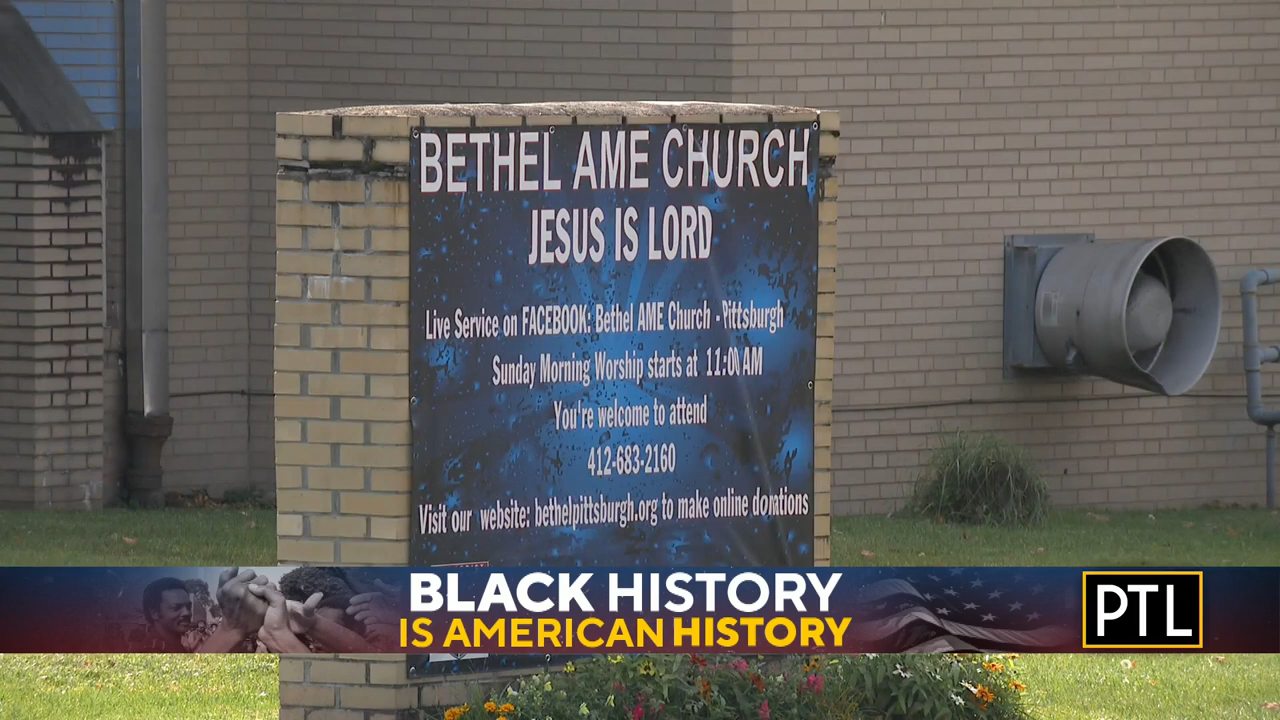 BETHEL AME CHURCH
JESUS IS LORD
Live Service on FACEBOOK: Bethel AME Church - Pittsburgh
Sunday Morning Worship starts at 11:00 AM
You're welcome to attend
412-683-2160
Visit our website: bethelpittsburgh.org to make online donations
BLACK HISTORY
IS AMERICAN HISTORY
PTL